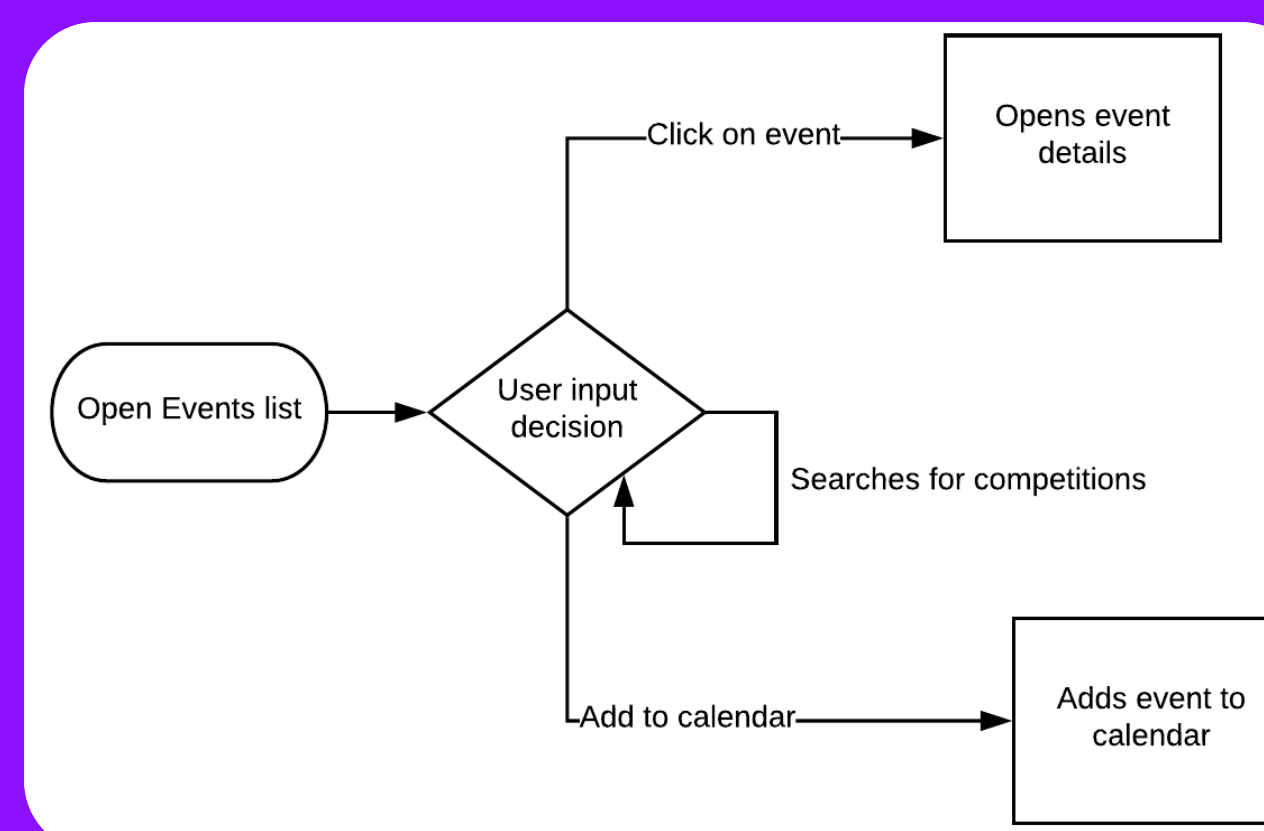 Click on event
Opens event
details
Open Events list
User input
decision
Searches for competitions
Add to calendar
Adds event to
calendar